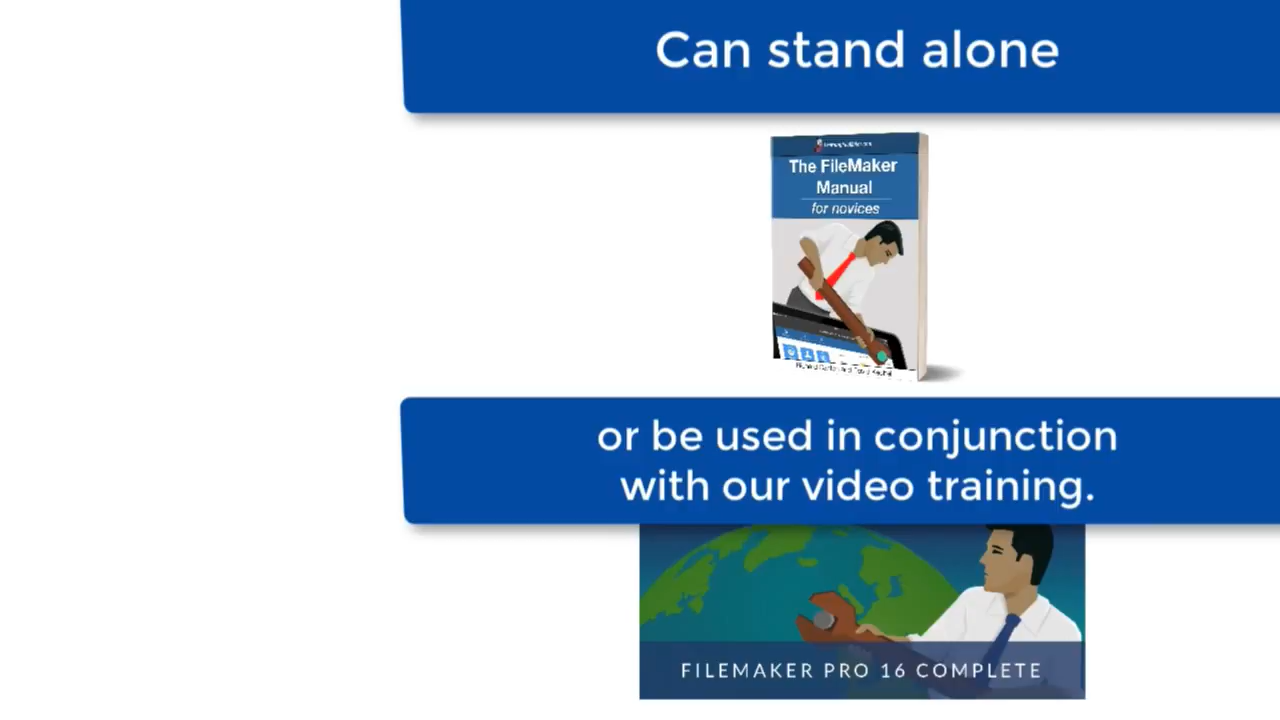 Can stand alone
The FileMaker
Manual
for novices
or be used in conjunction
with our video training.
FILEMAKER PRO 16 COMPLETE